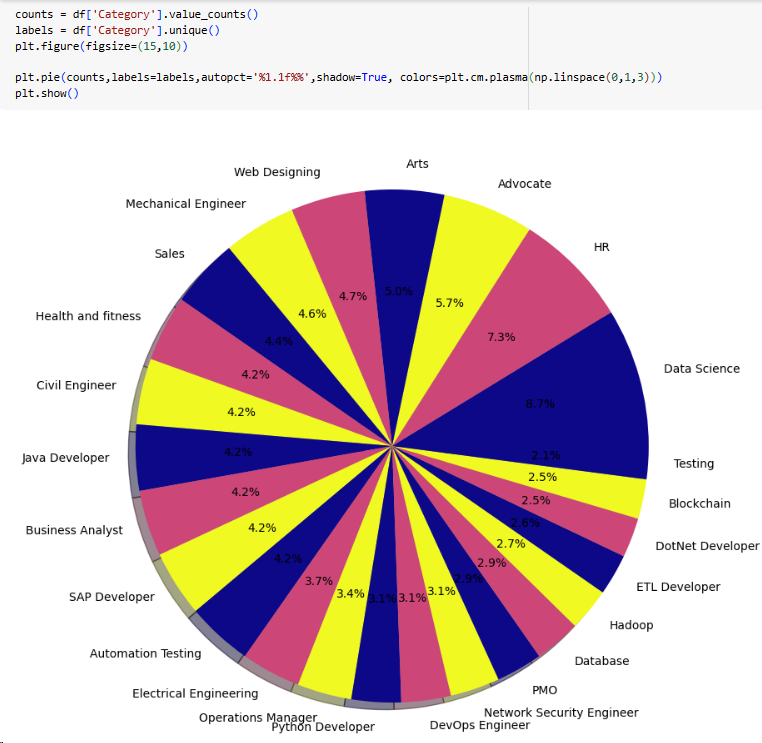 counts = df['Category'].value_counts()
labels = df['Category'].unique()
plt.figure(figsize=(15,10))
plt.pie(counts,labels=labels,autopct='%1.1f%%',shadow=True, colors=plt.cm.plasma(np.linspace(0,1,3)))
plt.show()
Arts
Web Designing
Advocate
Mechanical Engineer
HR
Sales
Health and fitness
Data Science
Civil Engineer
Java Developer
Testing
Blockchain
Business Analyst
DotNet Developer
ETL Developer
SAP Developer
Hadoop
Automation Testing
Database
Electrical Engineering
PMO
Operations Manager
Network Security Engineer
Python Developer
DevOps Engineer
5.0%
4.7%
5.7%
4.6%
7.3%
4.4%
4.2%
8.7%
4.2%
4.2%
2.1%
2.5%
4.2%
2.5%
2.6%
4.2%
2.7%
4.2%
2.9%
3.7%
2.9%
3.4%
3.1%
3.1%
3.1%